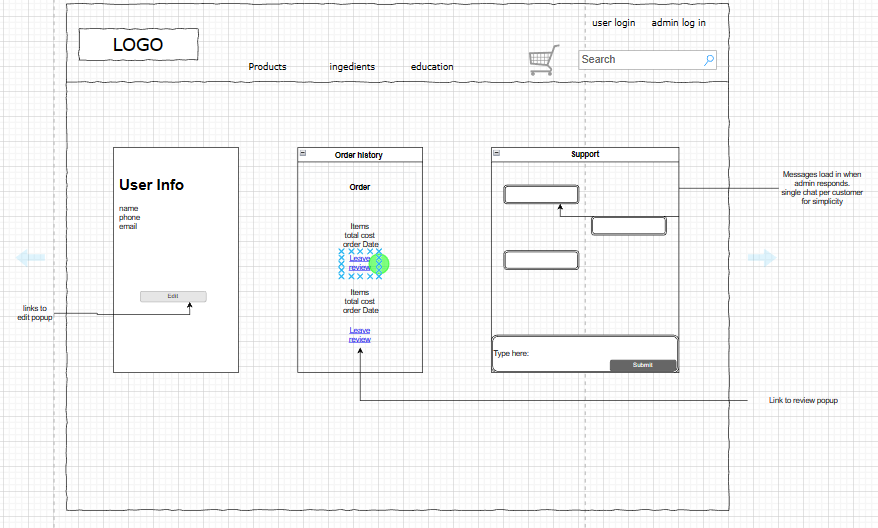 user login admin log in
LOGO
Products ingedients education
Search
User Info
name
phone
email
Edit
links to
edit popup
Order history
Order
Items
total cost
order Date
Leave
review
Items
total cost
order Date
Leave
review
Support
Type here:
Submit
Messages load in when
admin responds.
single chat per customer
for simplicity
Link to review popup